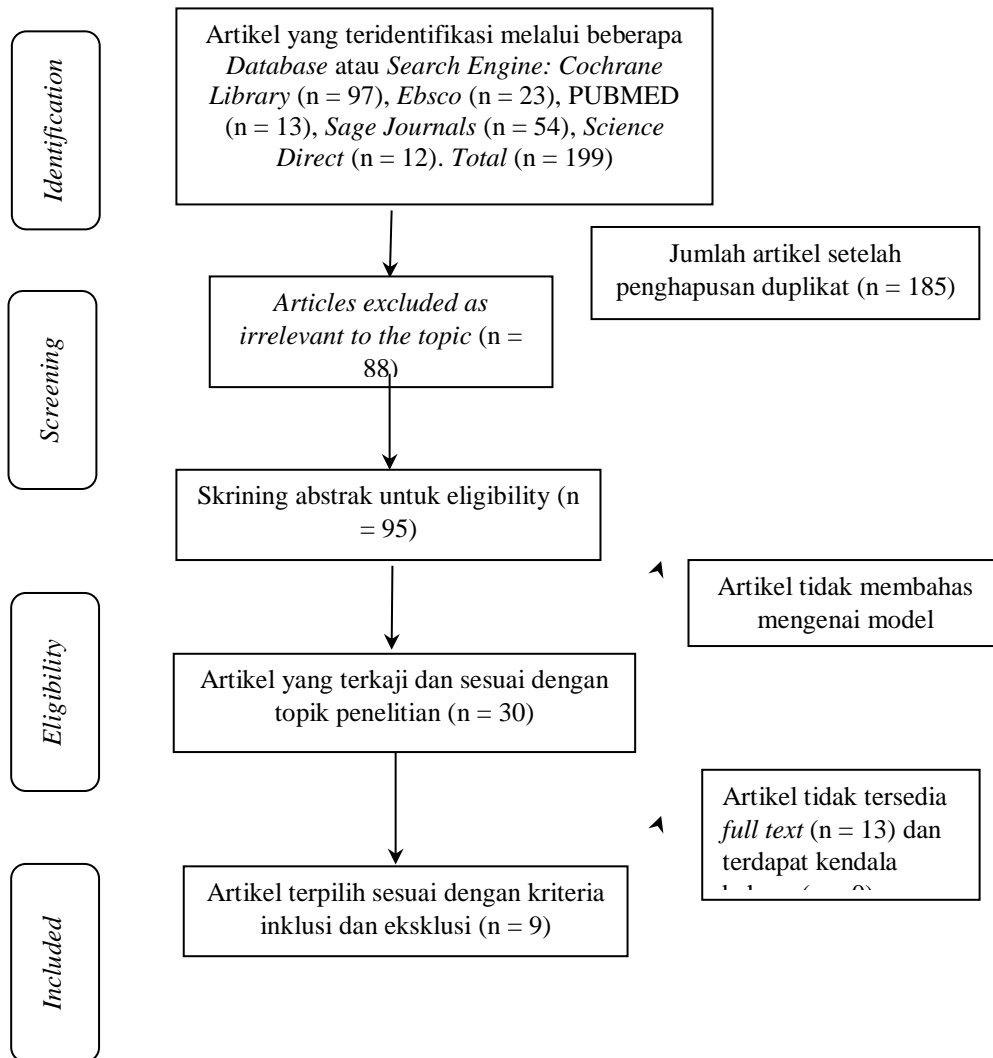 Identification
Artikel yang teridentifikasi melalui beberapa
Database atau Search Engine: Cochrane
Library (n = 97), Ebsco (n = 23), PUBMED
(n = 13), Sage Journals (n = 54), Science
Direct (n = 12). Total (n = 199)
Jumlah artikel setelah
penghapusan duplikat (n = 185)
Screening
Articles excluded as
irrelevant to the topic (n =
88)
Skrining abstrak untuk eligibility (n
= 95)
Artikel tidak membahas
mengenai model
Eligibility
Artikel yang terkaji dan sesuai dengan
topik penelitian (n = 30)
Artikel tidak tersedia
full text (n = 13) dan
terdapat kendala
Included
Artikel terpilih sesuai dengan kriteria
inklusi dan eksklusi (n = 9)